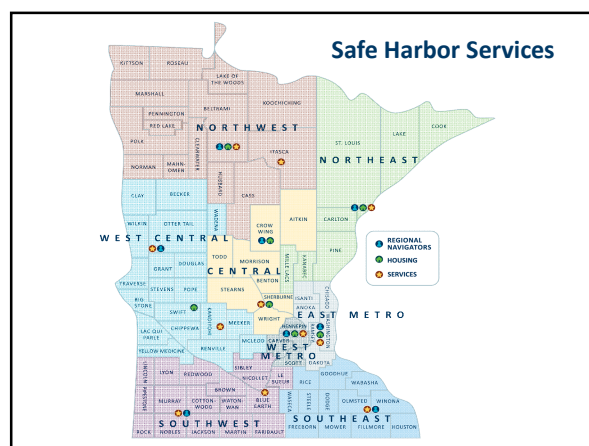 Safe Harbor Services
KITTSON
ROSEAU
LAKE OF
THE WOODS
MARSHALL
BELTRAMI
KOOCHICHING
PENNINGTON
RED LAKE
NORTHWEST
COOK
LAKE
ST. LOUIS
POLK
CLEARWATER
ITASCA
NORTHEAST
NORMAN
MAH-
NOMEN
HUBBARD
CASS
CLAY
BECKER
WADENA
CROW
WING
AITKIN
CARLTON
WILKIN
OTTER TAIL
WEST CENTRAL
PINE
REGIONAL
NAVIGATORS
HOUSING
SERVICES
TODD
MORRISON
MILLE LACS
KANABEC
GRANT
DOUGLAS
CENTRAL
BENTON
TRAVERSE
STEVENS
POPE
STEARNS
SHERBURNE
ISANTI
CHISAGO
BIG
STONE
SWIFT
KANDIYOHI
WRIGHT
ANOKA
EAST METRO
WASHINGTON
HENNEPIN
RAMSEY
LAC QUI
PARLE
CHIPPEWA
MEEKER
MCLEOD
CARVER
WEST
METRO
SCOTT
DAKOTA
YELLOW MEDICINE
RENVILLE
SIBLEY
LINCOLN
LYON
REDWOOD
NICOLLET
LE
SUEUR
RICE
GOODHUE
WABASHA
PIPESTONE
BROWN
MURRAY
COTTON-
WOOD
WATON-
WAN
BLUE
EARTH
WASECA
STEELE
DODGE
OLMSTED
WINONA
SOUTHWEST
SOUTHEAST
ROCK
NOBLES
JACKSON
MARTIN
FARIBAULT
FREEBORN
MOWER
FILLMORE
HOUSTON